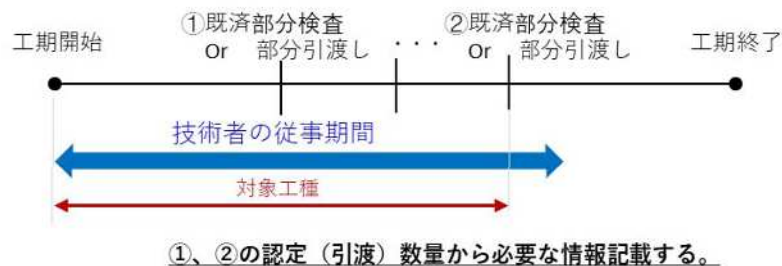 ①既済部分検査 ②既済部分検査
工期開始 Or 部分引渡し ・・・ Or 部分引渡し 工期終了
技術者の従事期間
対象工種
①、②の認定（引渡）数量から必要な情報記載する。